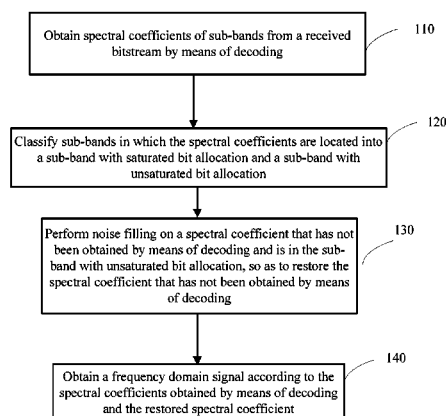 Obtain spectral coefficients of sub-bands from a received
bitstream by means of decoding
110
Classify sub-bands in which the spectral coefficients are located into
a sub-band with saturated bit allocation and a sub-band with
unsaturated bit allocation
120
Perform noise filling on a spectral coefficient that has not
been obtained by means of decoding and is in the sub-
band with unsaturated bit allocation, so as to restore the
spectral coefficient that has not been obtained by means
of decoding
130
Obtain a frequency domain signal according to the
spectral coefficients obtained by means of decoding
and the restored spectral coefficient
140